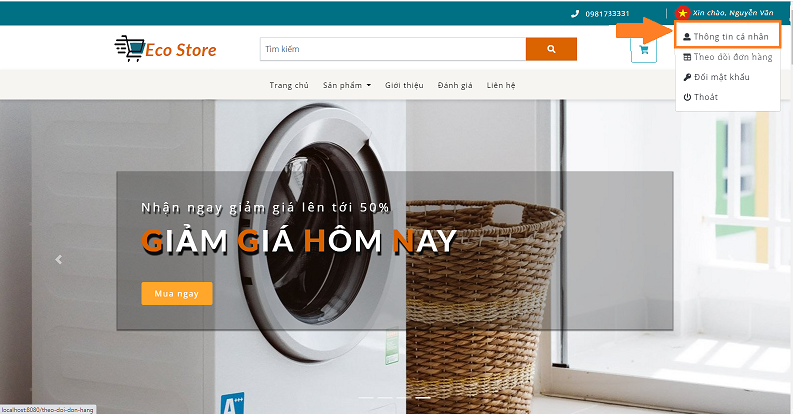 0981733331
Xin chào, Nguyễn Văn
Eco Store
Tìm kiếm
Thông tin cá nhân
Theo dõi đơn hàng
Đổi mật khẩu
Thoát
Trang chủ Sản phẩm Giới thiệu Đánh giá Liên hệ
Nhận ngay giảm giá lên tới 50%
GIẢM GIÁ HÔM NAY
Mua ngay
A+++
localhost:8080/theo-doi-don-hang